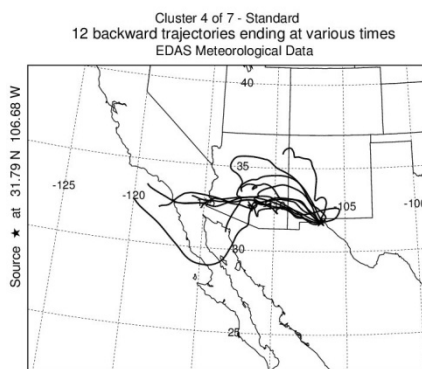 Cluster 4 of 7 - Standard
12 backward trajectories ending at various times
EDAS Meteorological Data
Source ★ at 31.79 N 106.68 W
40
35
-125
-120
-105
-100
30
25